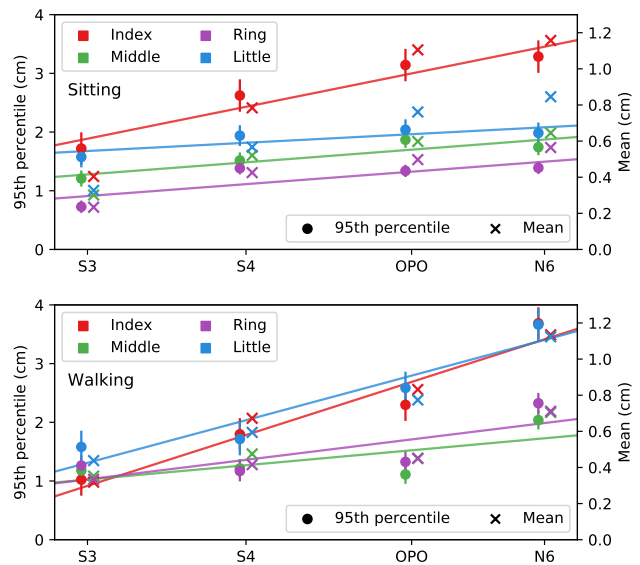 4
3
2
1
0
95th percentile (cm)
Index
Middle
Ring
Little
Sitting
95th percentile
Mean
1.2
1.0
0.8
0.6
0.4
0.2
0.0
Mean (cm)
S3
S4
OPO
N6
4
3
2
1
0
95th percentile (cm)
Index
Middle
Ring
Little
Walking
95th percentile
Mean
1.2
1.0
0.8
0.6
0.4
0.2
0.0
Mean (cm)
S3
S4
OPO
N6